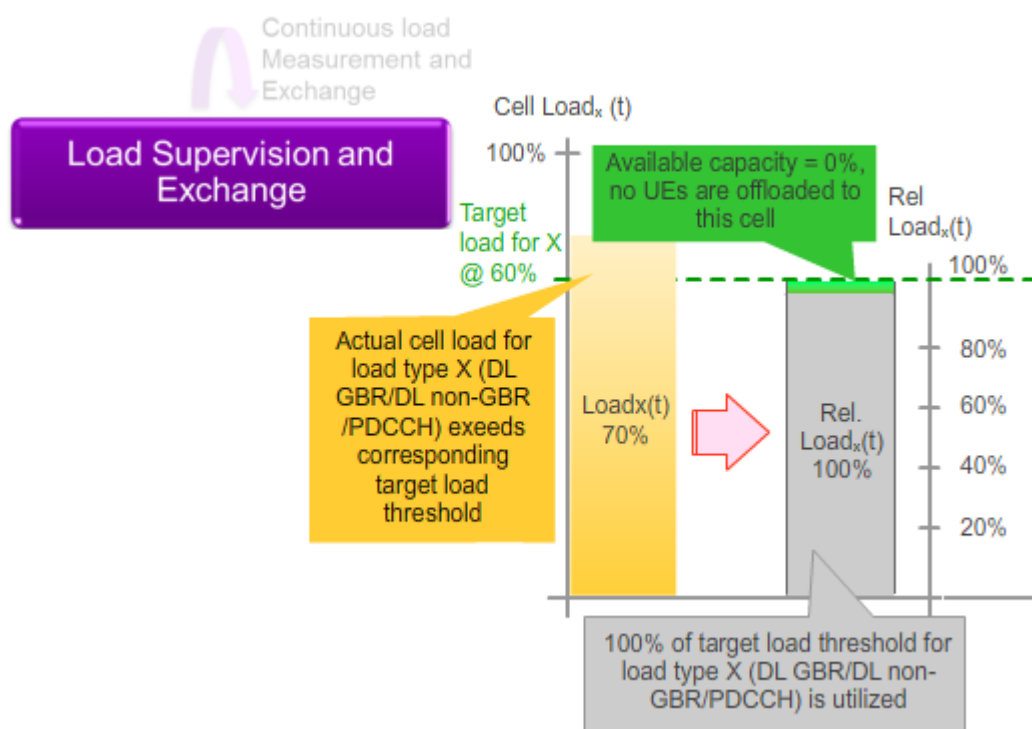 Continuous load
Measurement and
Exchange
Load Supervision and
Exchange
Cell Loadₓ (t)
100%
Target
load for X
@ 60%
Available capacity = 0%,
no UEs are offloaded to
this cell
Rel
Loadₓ(t)
100%
80%
60%
40%
20%
Actual cell load for
load type X (DL
GBR/DL non-GBR
/PDCCH) exeeds
corresponding
target load
threshold
Loadx(t)
70%
Rel.
Loadₓ(t)
100%
100% of target load threshold for
load type X (DL GBR/DL non-
GBR/PDCCH) is utilized